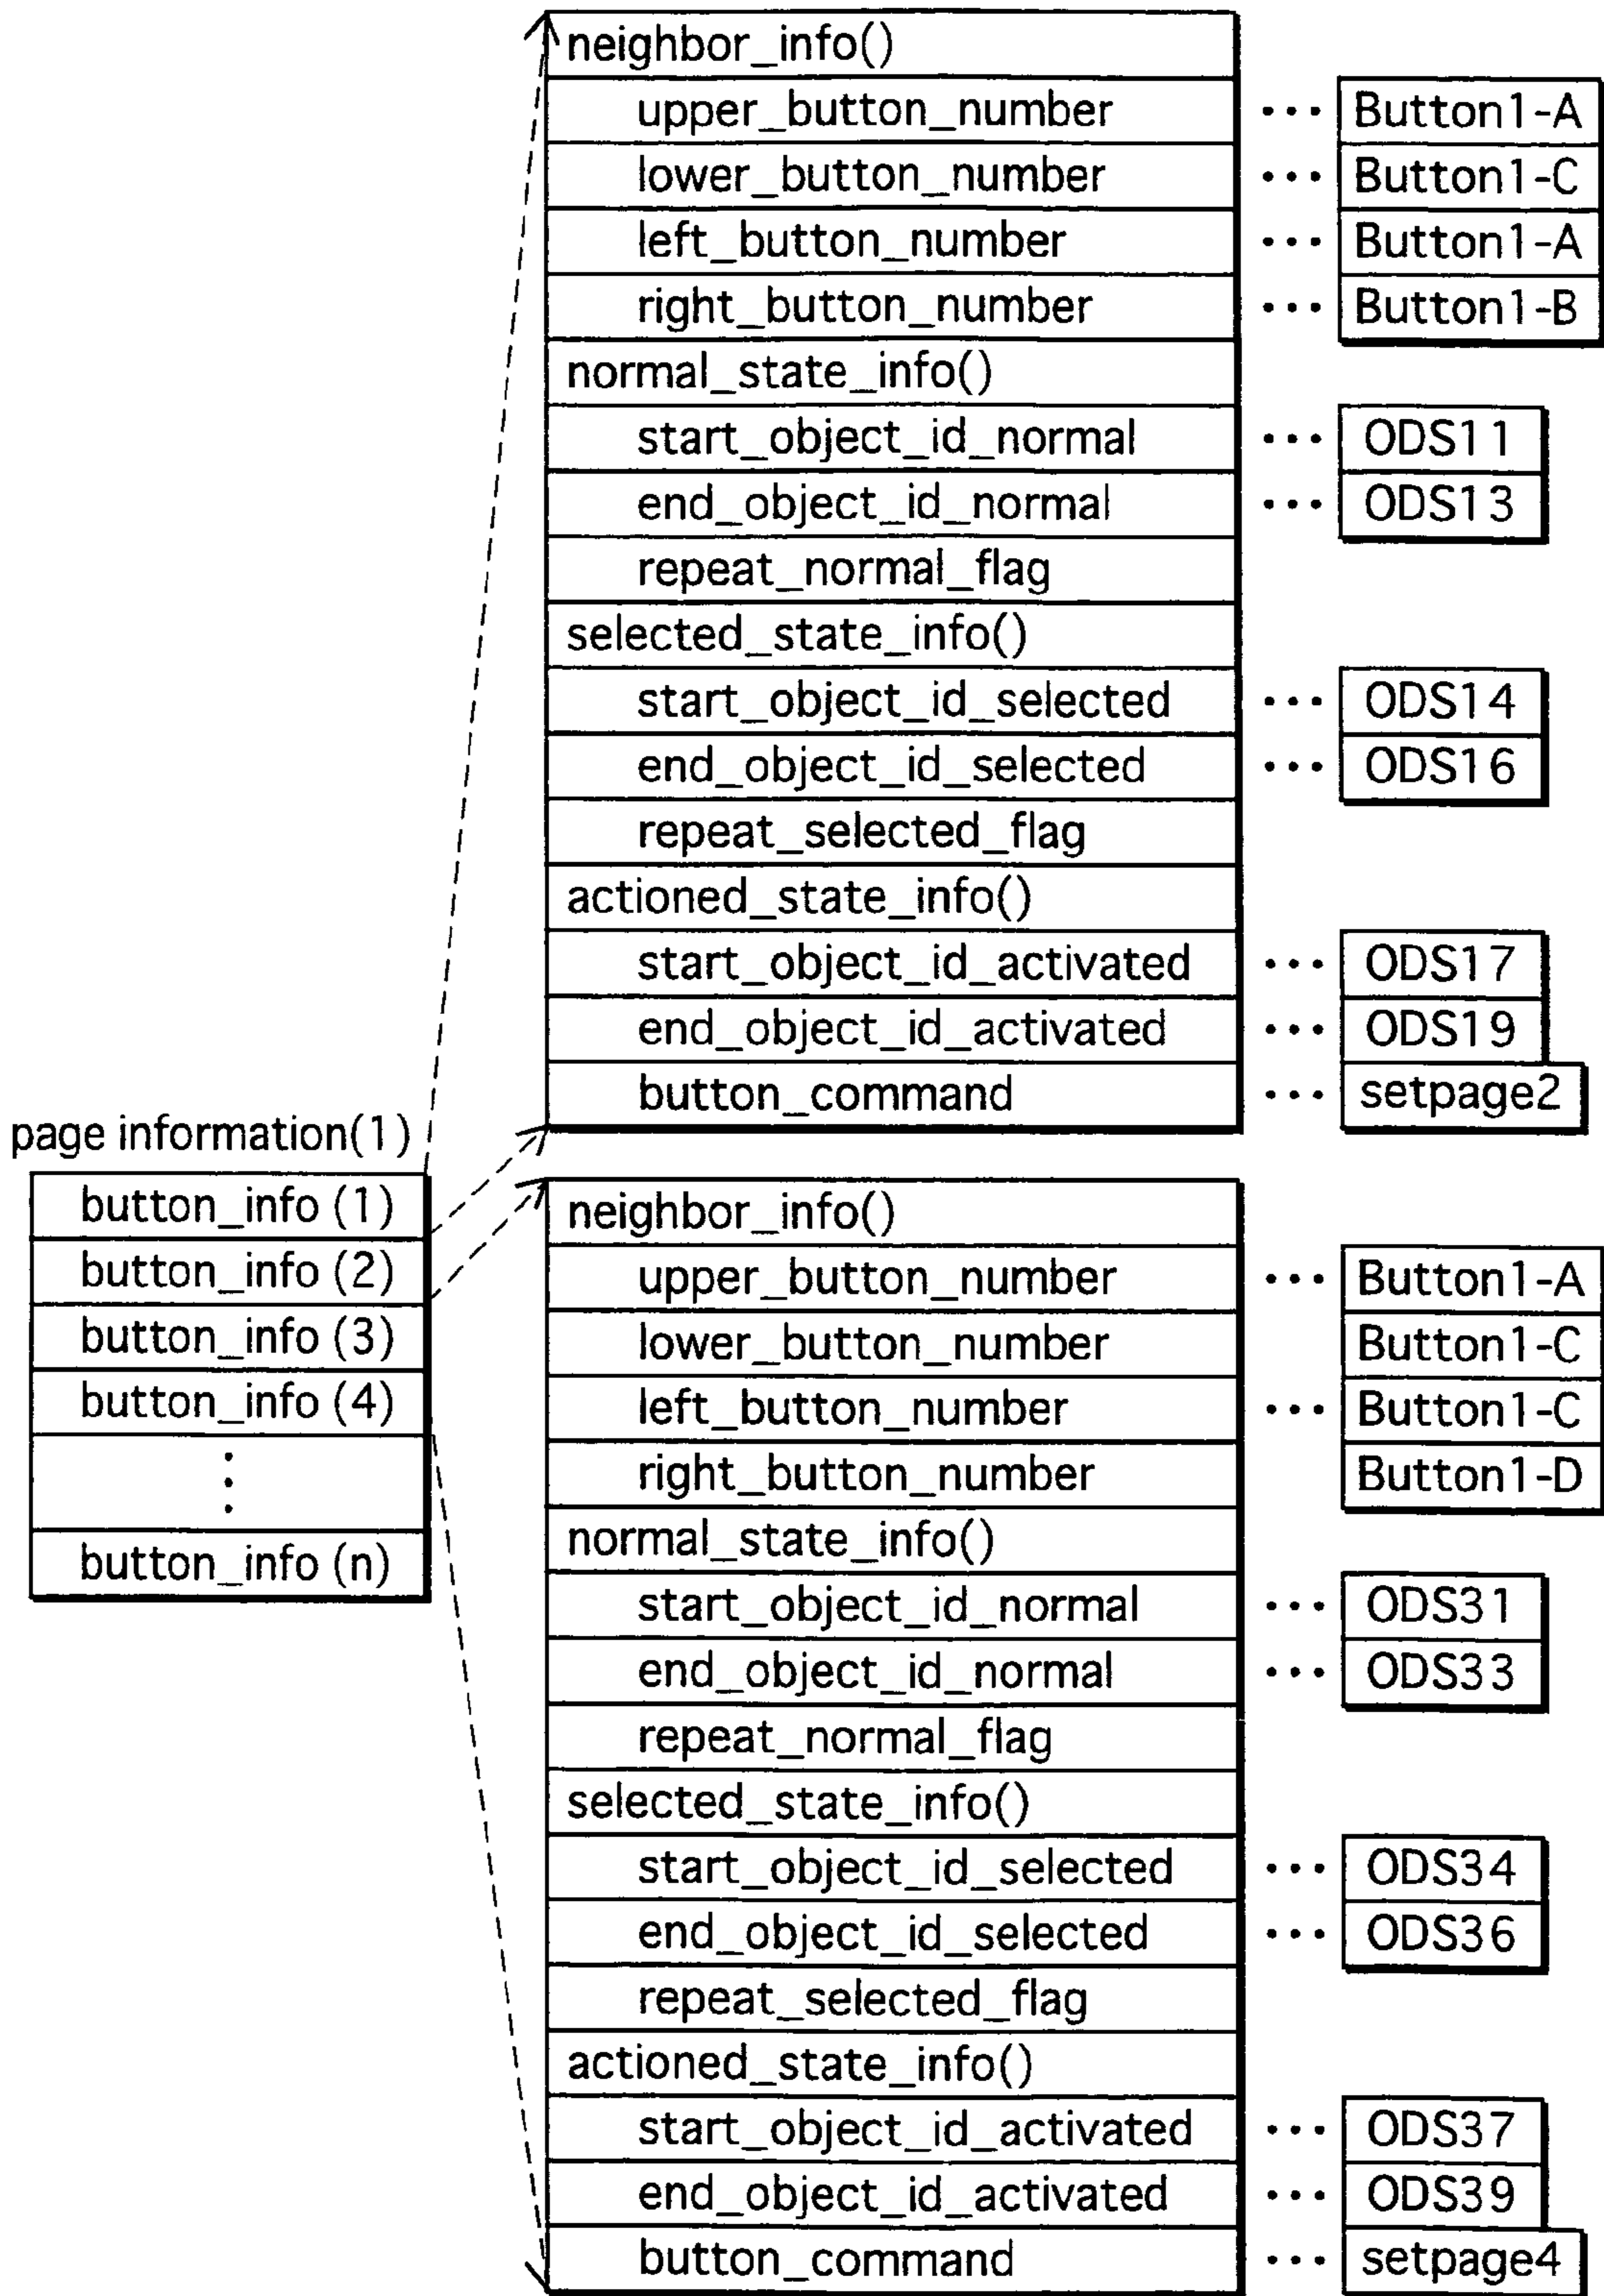 neighbor_info()
upper_button_number ••• Button1-A
lower_button_number ••• Button1-C
left_button_number ••• Button1-A
right_button_number ••• Button1-B
normal_state_info()
start_object_id_normal ••• ODS11
end_object_id_normal ••• ODS13
repeat_normal_flag
selected_state_info()
start_object_id_selected ••• ODS14
end_object_id_selected ••• ODS16
repeat_selected_flag
actioned_state_info()
start_object_id_activated ••• ODS17
end_object_id_activated ••• ODS19
button_command ••• setpage2
page information(1)
button_info (1)
button_info (2)
button_info (3)
button_info (4)
⋮
button_info (n)
neighbor_info()
upper_button_number ••• Button1-A
lower_button_number Button1-C
left_button_number ••• Button1-C
right_button_number Button1-D
normal_state_info()
start_object_id_normal ••• ODS31
end_object_id_normal ••• ODS33
repeat_normal_flag
selected_state_info()
start_object_id_selected ••• ODS34
end_object_id_selected ••• ODS36
repeat_selected_flag
actioned_state_info()
start_object_id_activated ••• ODS37
end_object_id_activated ••• ODS39
button_command ••• setpage4